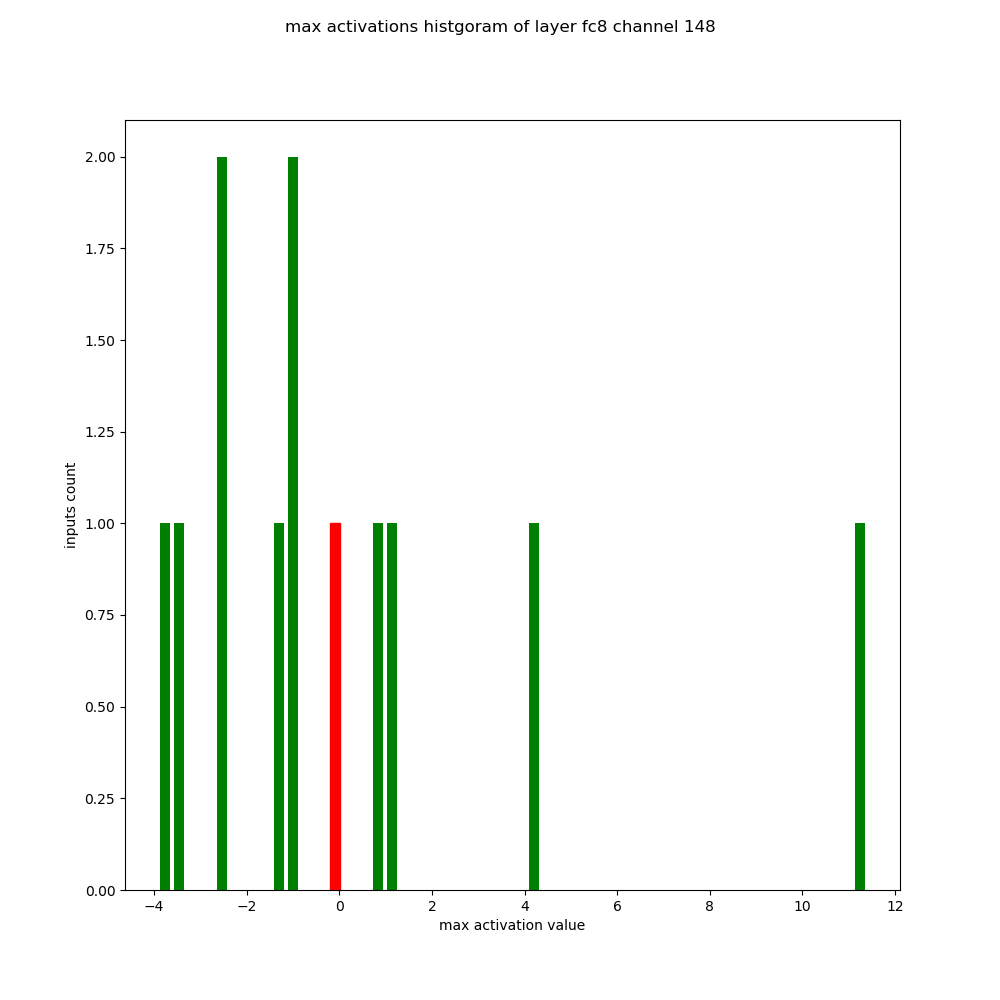 max activations histgoram of layer fc8 channel 148
2.00
1.75
1.50
1.25
1.00
0.75
0.50
0.25
0.00
inputs count
−4 −2 0 2 4 6 8 10 12
max activation value